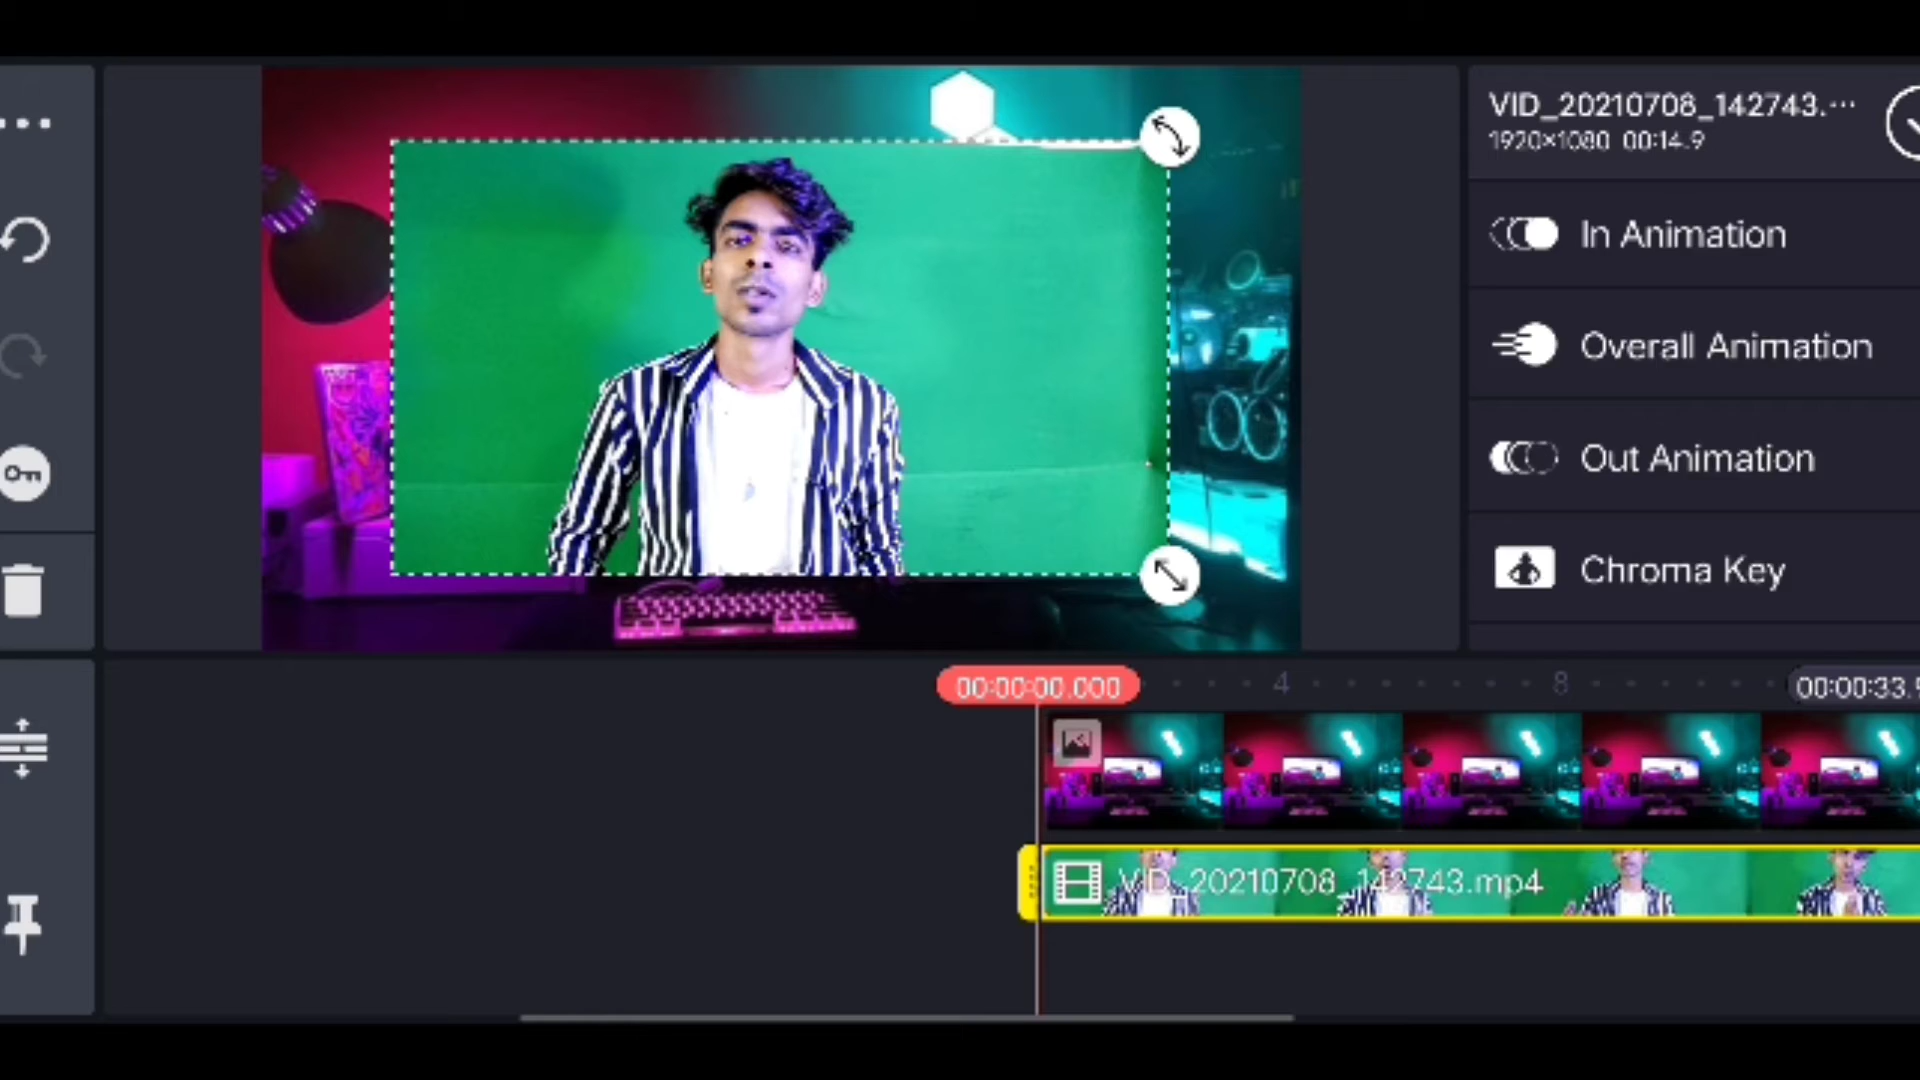 VID_20210708_142743.···
1920×1080 00:14.9
In Animation
Overall Animation
Out Animation
Chroma Key
00:00:00.000
4
8
00:00:33.
VID_20210708_142743.mp4